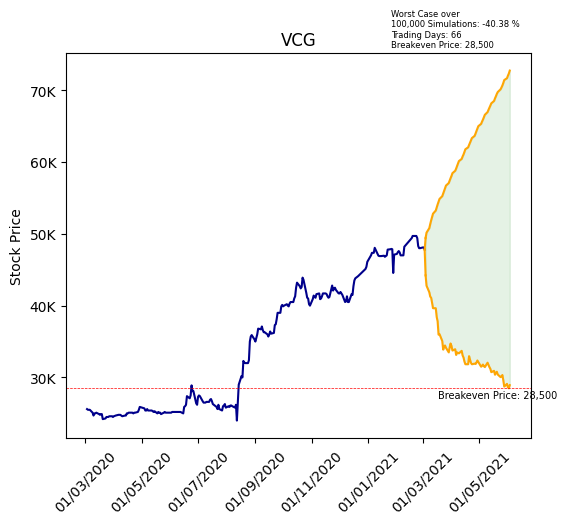 Worst Case over
100,000 Simulations: -40.38 %
Trading Days: 66
Breakeven Price: 28,500
VCG
Stock Price
70K
60K
50K
40K
30K
Breakeven Price: 28,500
01/03/2020
01/05/2020
01/07/2020
01/09/2020
01/11/2020
01/01/2021
01/03/2021
01/05/2021